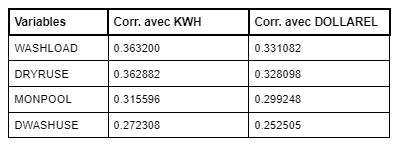 Variables Corr. avec KWH Corr. avec DOLLAREL
WASHLOAD 0.363200 0.331082
DRYRUSE 0.362882 0.328098
MONPOOL 0.315596 0.299248
DWASHUSE 0.272308 0.252505